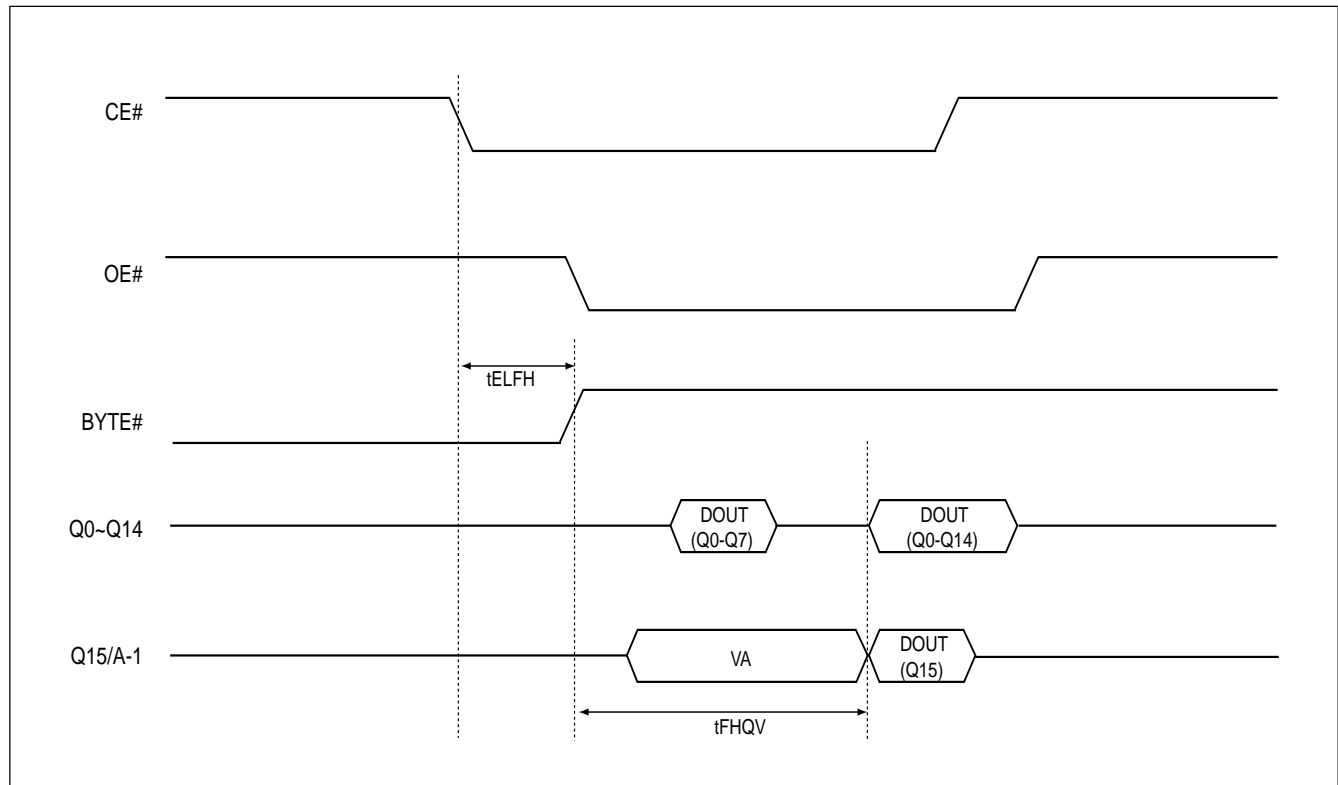 CE#
OE#
tELFH
BYTE#
Q0~Q14
DOUT
(Q0-Q7)
DOUT
(Q0-Q14)
Q15/A-1
VA
DOUT
(Q15)
tFHQV